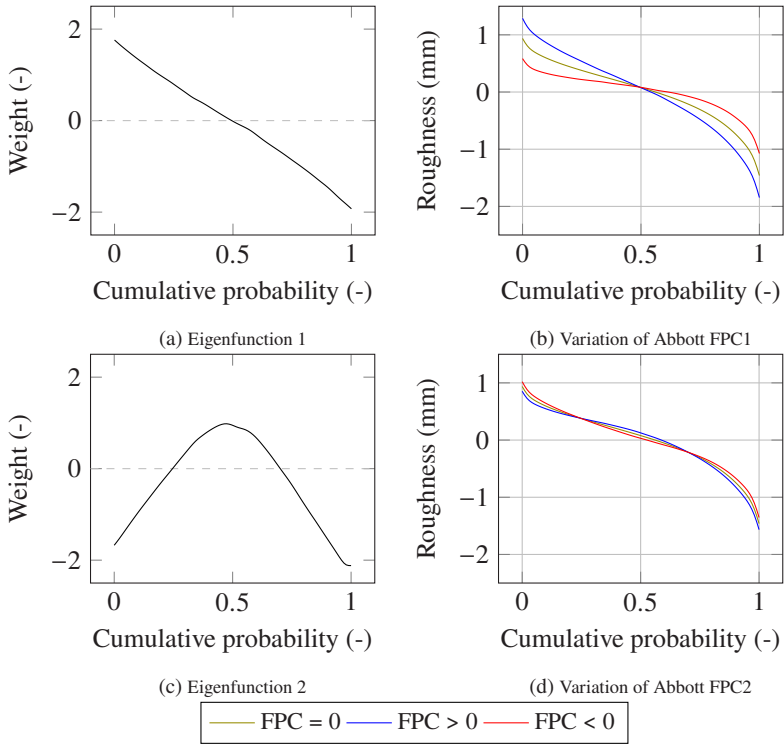 2
0
−2
Weight (-)
0
0.5
1
Cumulative probability (-)
(a) Eigenfunction 1
1
0
−1
−2
Roughness (mm)
0
0.5
1
Cumulative probability (-)
(b) Variation of Abbott FPC1
2
0
−2
Weight (-)
0
0.5
1
Cumulative probability (-)
(c) Eigenfunction 2
1
0
−1
−2
Roughness (mm)
0
0.5
1
Cumulative probability (-)
(d) Variation of Abbott FPC2
FPC = 0 FPC > 0 FPC < 0